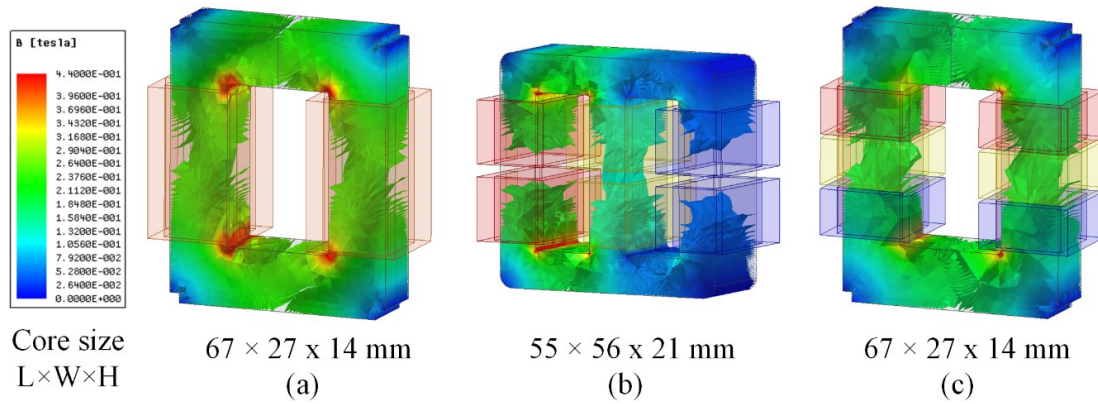 B [tesla]
4.4000E-001
3.9600E-001
3.6960E-001
3.4320E-001
3.1680E-001
2.9040E-001
2.6400E-001
2.3760E-001
2.1120E-001
1.8480E-001
1.5840E-001
1.3200E-001
1.0560E-001
7.9200E-002
5.2800E-002
2.6400E-002
0.0000E+000
Core size
L×W×H
67 × 27 x 14 mm
(a)
55 × 56 x 21 mm
(b)
67 × 27 x 14 mm
(c)